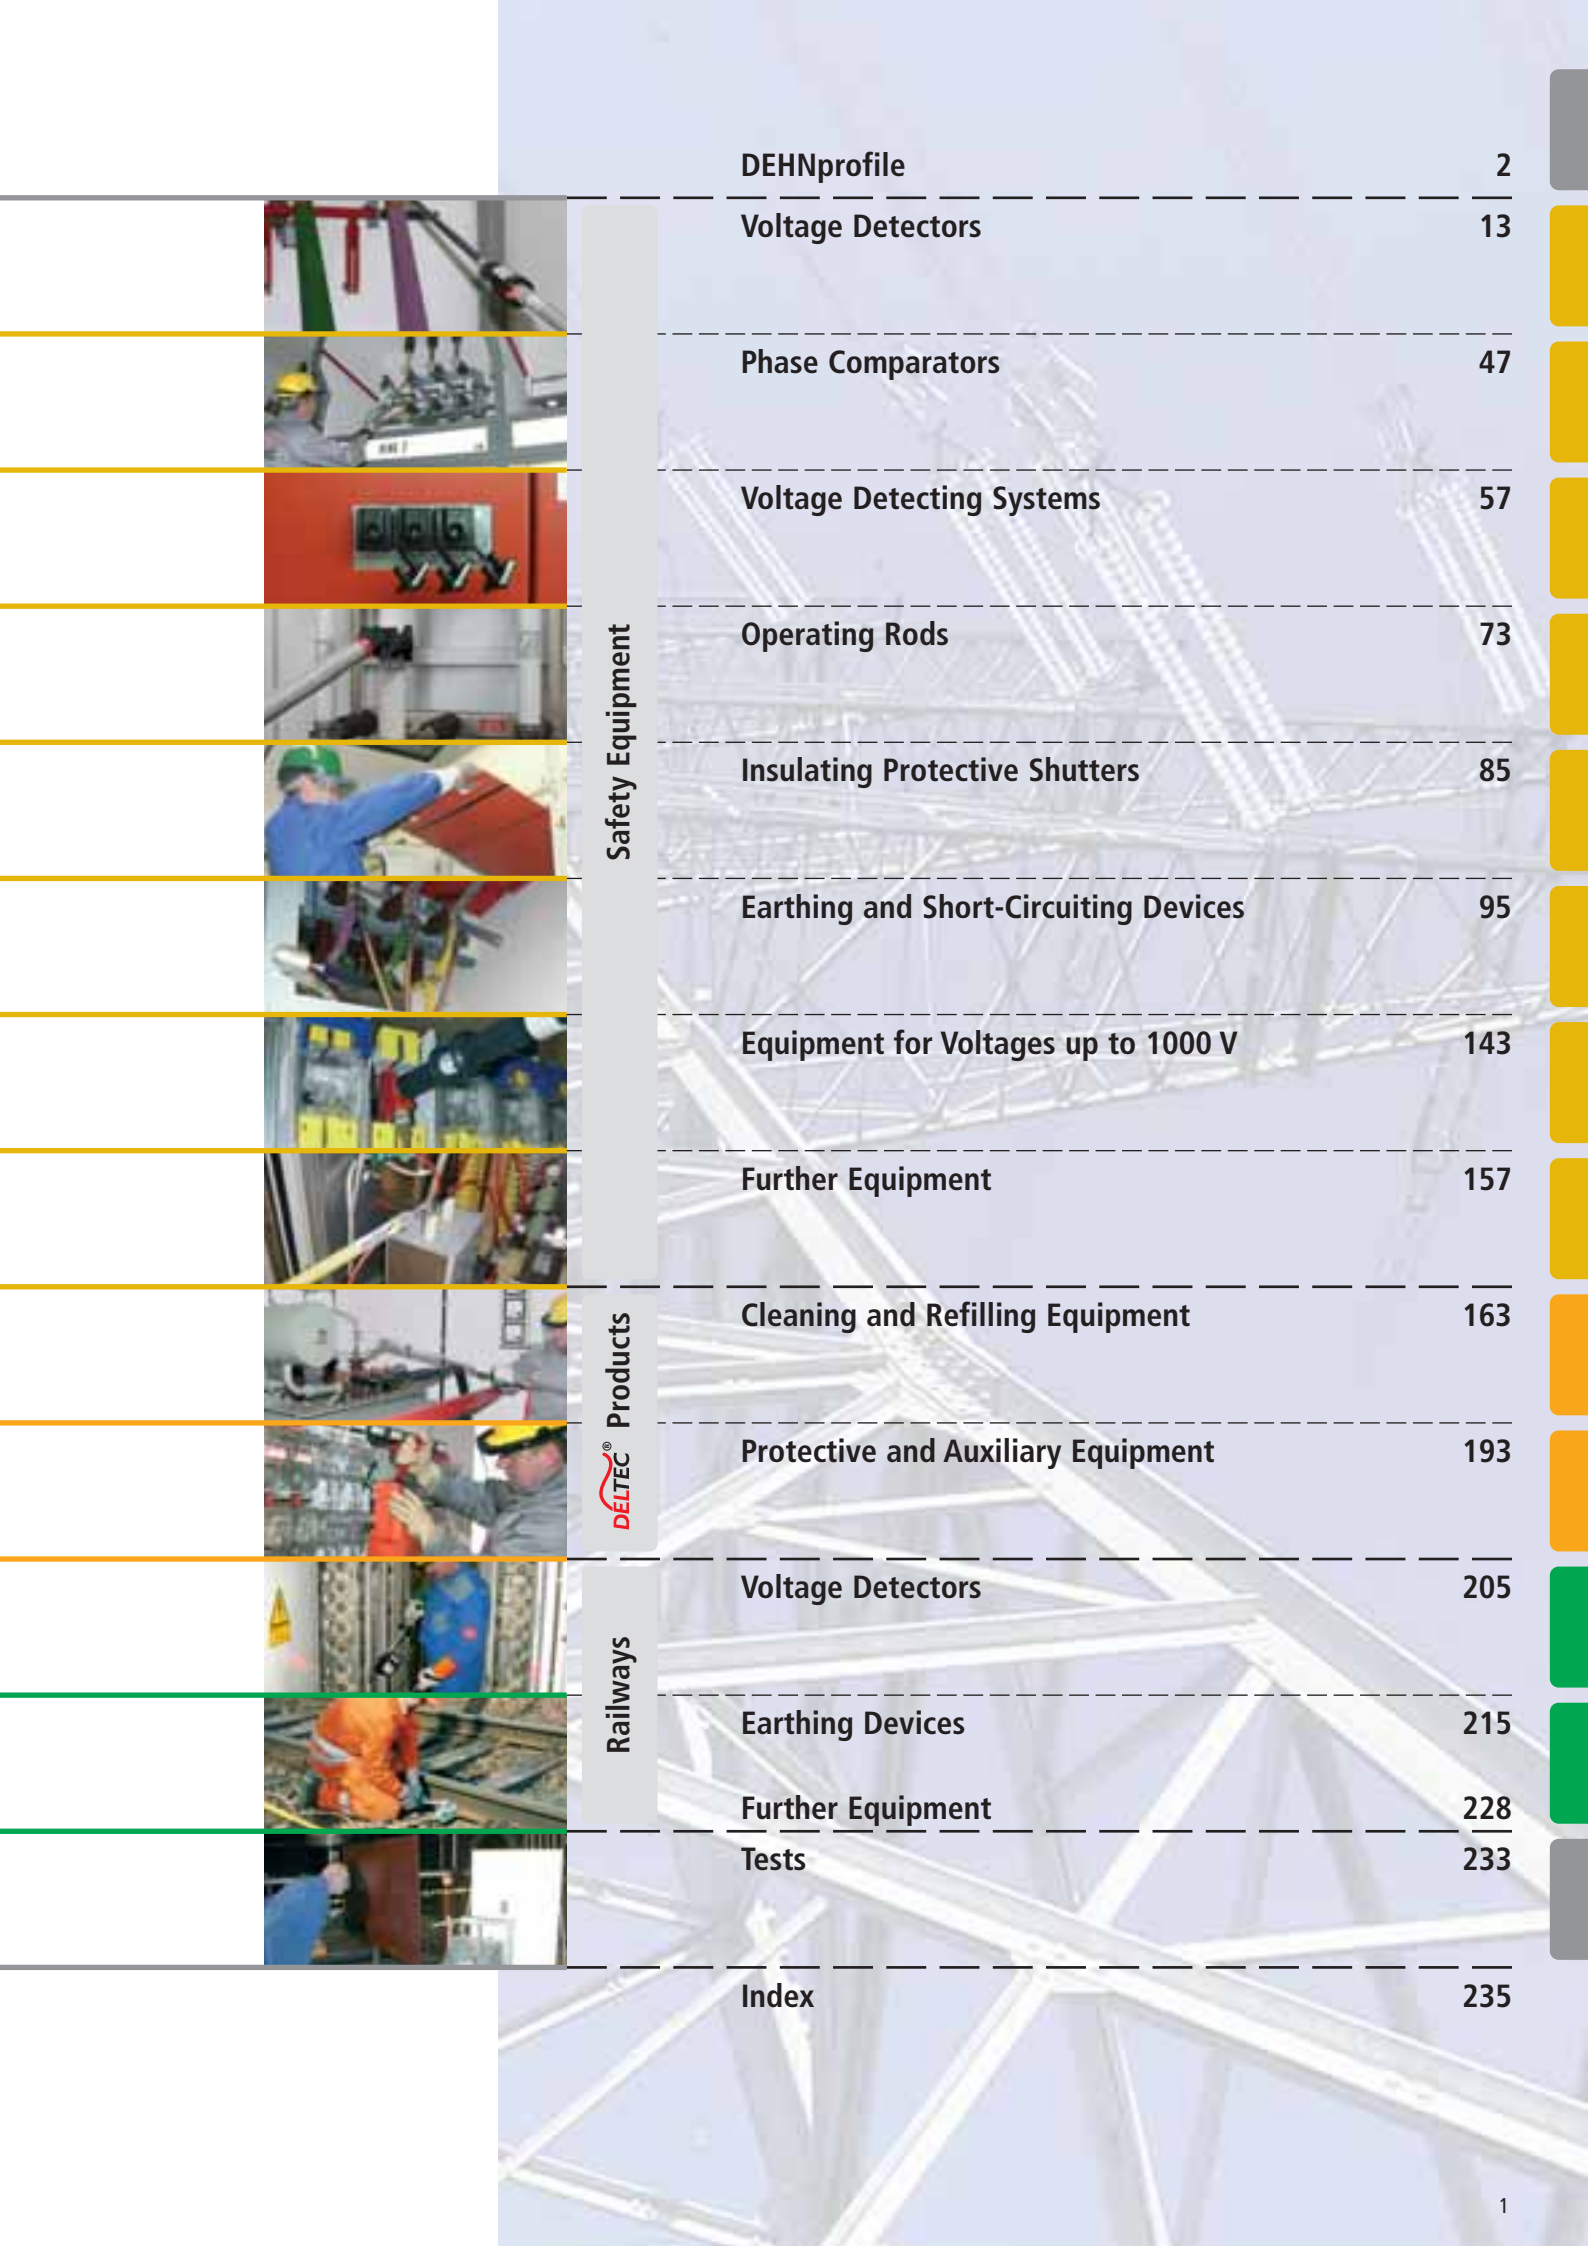 DEHNprofile 2
Safety Equipment
Voltage Detectors 13
Phase Comparators 47
Voltage Detecting Systems 57
Operating Rods 73
Insulating Protective Shutters 85
Earthing and Short-Circuiting Devices 95
Equipment for Voltages up to 1000 V 143
Further Equipment 157
DELTEC® Products
Cleaning and Refilling Equipment 163
Protective and Auxiliary Equipment 193
Railways
Voltage Detectors 205
Earthing Devices 215
Further Equipment 228
Tests 233
Index 235
1